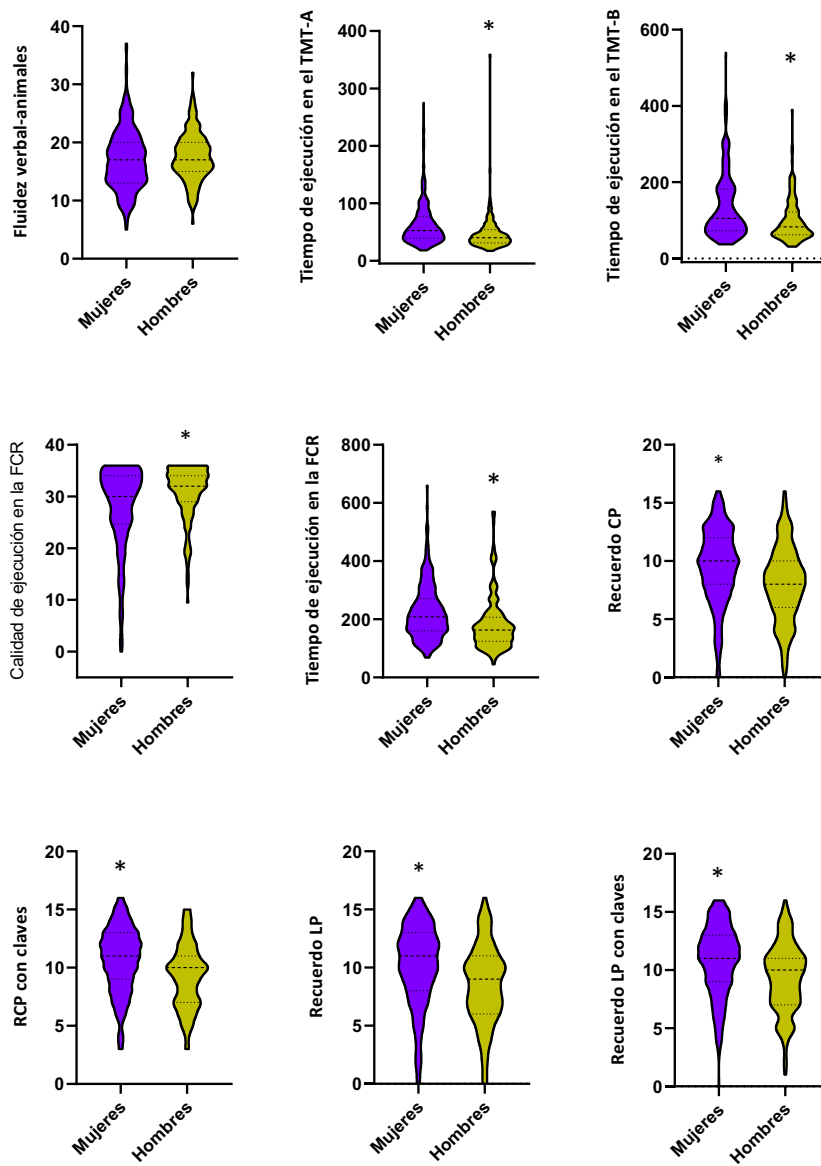 Fluidez verbal-animales
40
30
20
10
0
Mujeres
Hombres
Tiempo de ejecución en el TMT-A
400
300
200
100
0
*
Mujeres
Hombres
Tiempo de ejecución en el TMT-B
600
400
200
0
*
Mujeres
Hombres
Calidad de ejecución en la FCR
40
30
20
10
0
*
Mujeres
Hombres
Tiempo de ejecución en la FCR
800
600
400
200
0
*
Mujeres
Hombres
Recuerdo CP
20
15
10
5
0
*
Mujeres
Hombres
RCP con claves
20
15
10
5
0
*
Mujeres
Hombres
Recuerdo LP
20
15
10
5
0
*
Mujeres
Hombres
Recuerdo LP con claves
20
15
10
5
0
*
Mujeres
Hombres